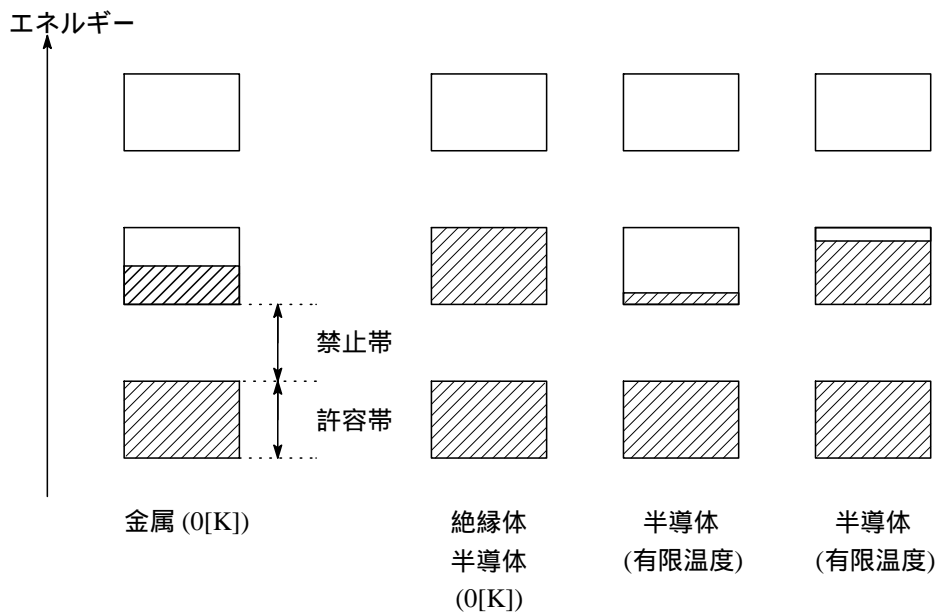 エネルギー
禁止帯
許容帯
金属 (0[K])
絶縁体
半導体
(0[K])
半導体
(有限温度)
半導体
(有限温度)